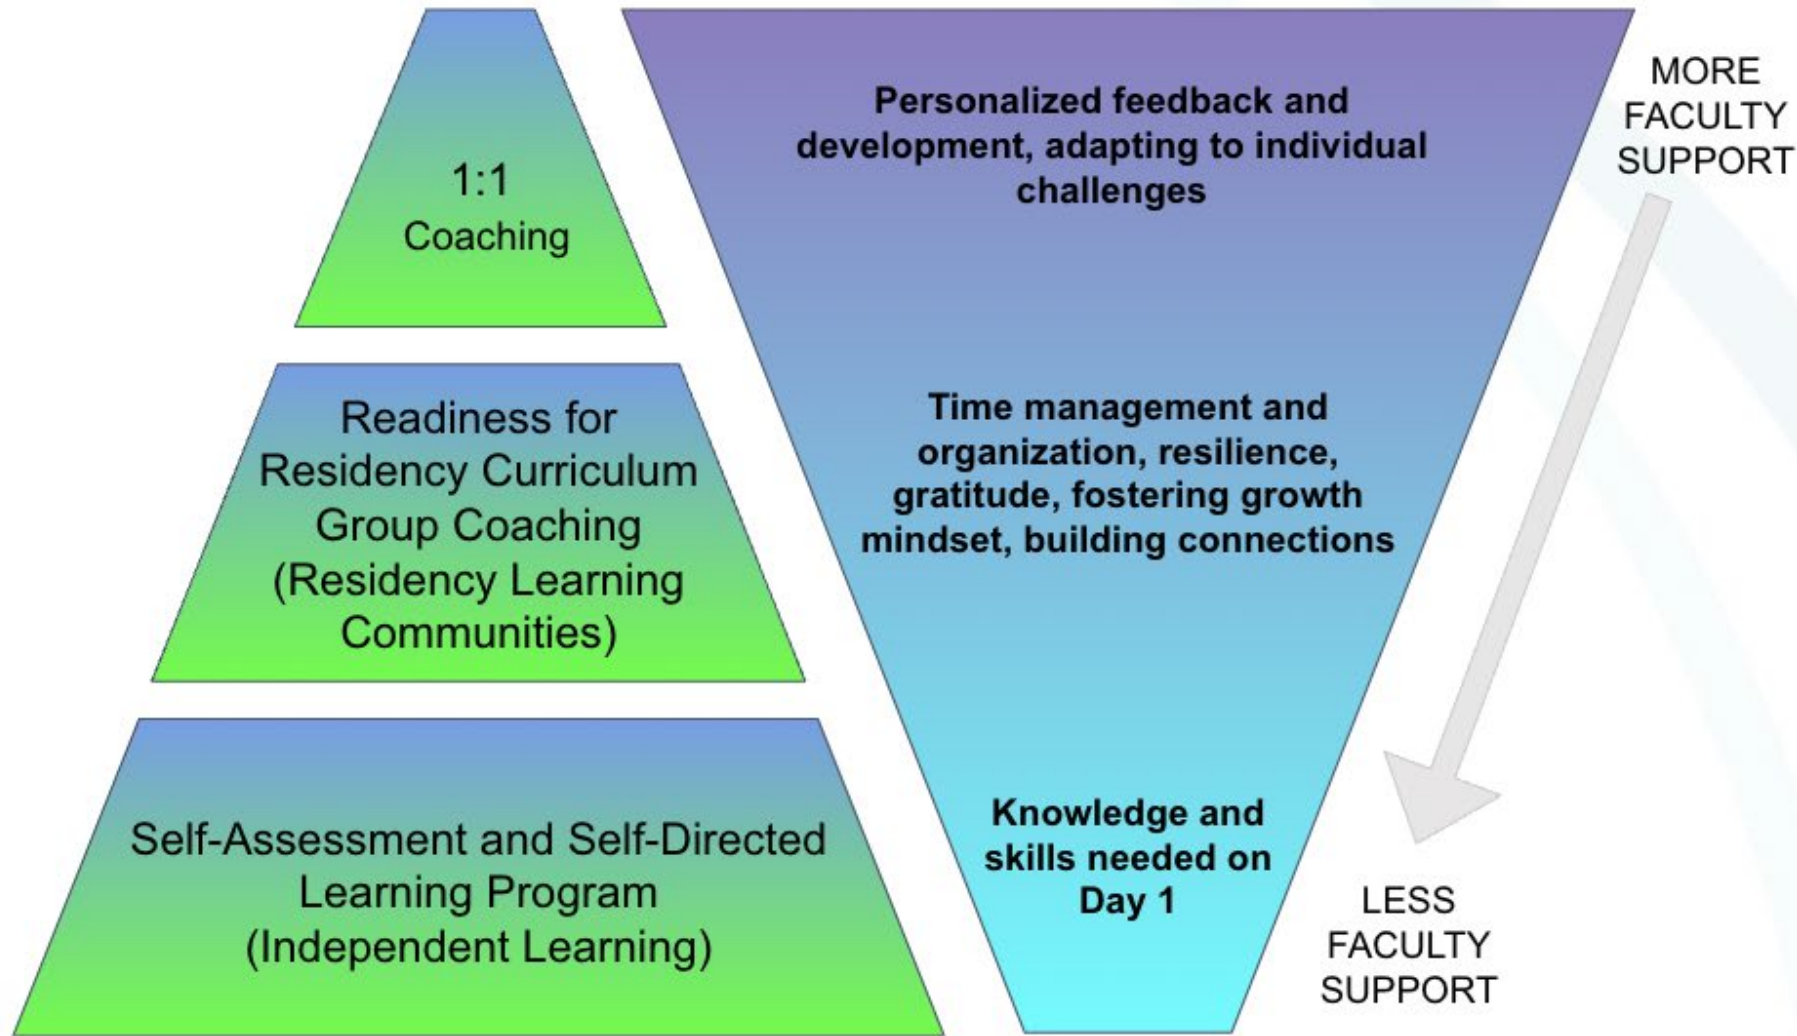 1:1
Coaching
Personalized feedback and
development, adapting to individual
challenges
MORE
FACULTY
SUPPORT
Readiness for
Residency Curriculum
Group Coaching
(Residency Learning
Communities)
Time management and
organization, resilience,
gratitude, fostering growth
mindset, building connections
Self-Assessment and Self-Directed
Learning Program
(Independent Learning)
Knowledge and
skills needed on
Day 1
LESS
FACULTY
SUPPORT